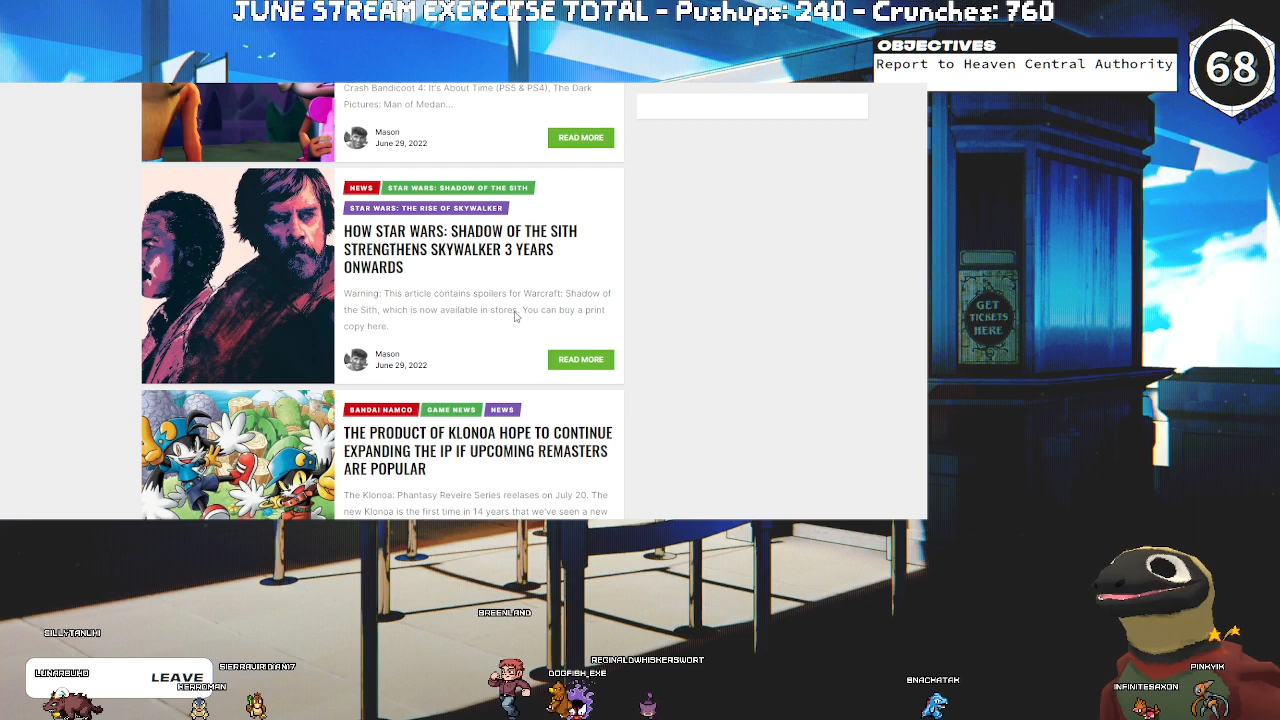 JUNE STREAM EXERCISE TOTAL - Pushups: 240 - Crunches: 760
OBJECTIVES
Report to Heaven Central Authority
68
RANK
Crash Bandicoot 4: It's About Time (PS5 & PS4), The Dark
Pictures: Man of Medan...
Mason
June 29, 2022
READ MORE
NEWS
STAR WARS: SHADOW OF THE SITH
STAR WARS: THE RISE OF SKYWALKER
HOW STAR WARS: SHADOW OF THE SITH
STRENGTHENS SKYWALKER 3 YEARS
ONWARDS
Warning: This article contains spoilers for Warcraft: Shadow of
the Sith, which is now available in stores. You can buy a print
copy here.
Mason
June 29, 2022
READ MORE
BANDAI NAMCO
GAME NEWS
NEWS
THE PRODUCT OF KLONOA HOPE TO CONTINUE
EXPANDING THE IP IF UPCOMING REMASTERS
ARE POPULAR
The Klonoa: Phantasy Reveire Series reelases on July 20. The
new Klonoa is the first time in 14 years that we've seen a new
GET
TICKETS
HERE
BREENLAND
SILLYTANUKI
LEAVE
SIERRAVIRIDIAN17
REGINALDWHISKERSWORT
DOGFISH_EXE
BNACHATAK
PINKYIK
INFINITESAXON